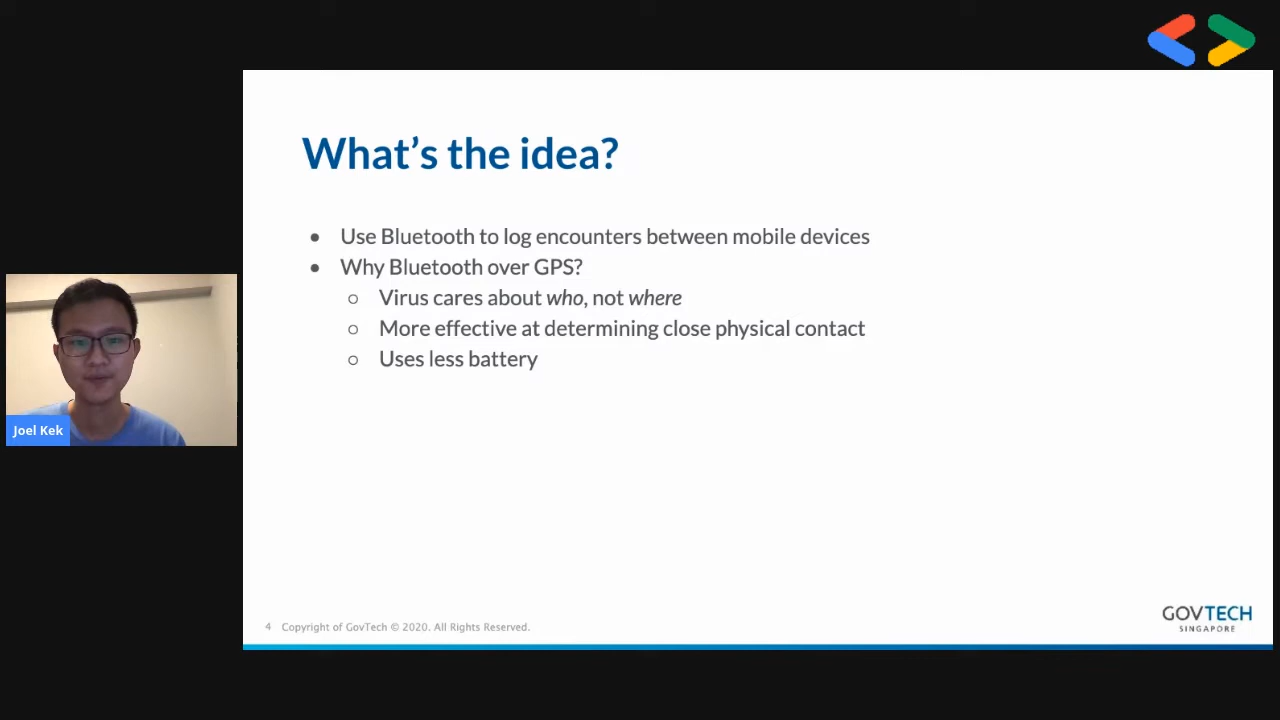 What's the idea?
● Use Bluetooth to log encounters between mobile devices
● Why Bluetooth over GPS?
○ Virus cares about who, not where
○ More effective at determining close physical contact
○ Uses less battery
Joel Kek
4 Copyright of GovTech © 2020. All Rights Reserved.
GOVTECH
SINGAPORE